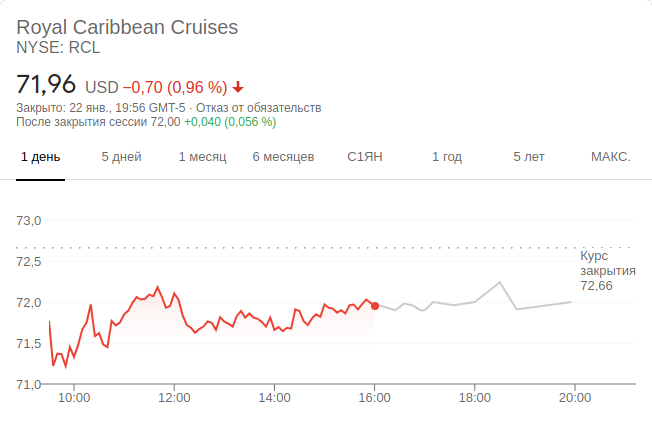 Royal Caribbean Cruises
NYSE: RCL
71,96 USD −0,70 (0,96 %)
Закрыто: 22 янв., 19:56 GMT-5 · Отказ от обязательств
После закрытия сессии 72,00 +0,040 (0,056 %)
1 день 5 дней 1 месяц 6 месяцев С1ЯН 1 год 5 лет МАКС.
73,0
Курс
закрытия
72,66
72,5
72,0
71,5
71,0
10:00 12:00 14:00 16:00 18:00 20:00